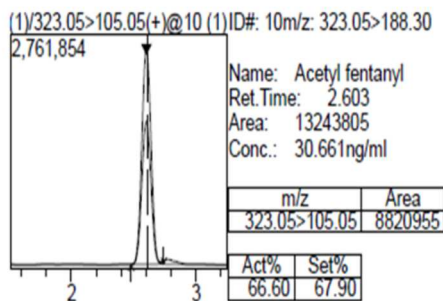 (1)/323.05>105.05(+)@10 (1) ID#: 10m/z: 323.05>188.30
2,761,854
Name: Acetyl fentanyl
Ret.Time: 2.603
Area: 13243805
Conc.: 30.661ng/ml
m/z Area
323.05>105.05 8820955
Act% Set%
66.60 67.90
2 3